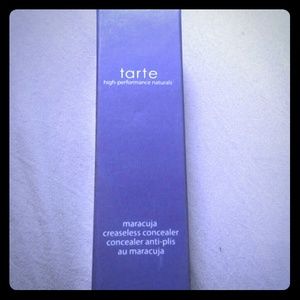 tarte
high-performance naturals
maracuja
creaseless concealer
concealer anti-plis
au maracuja